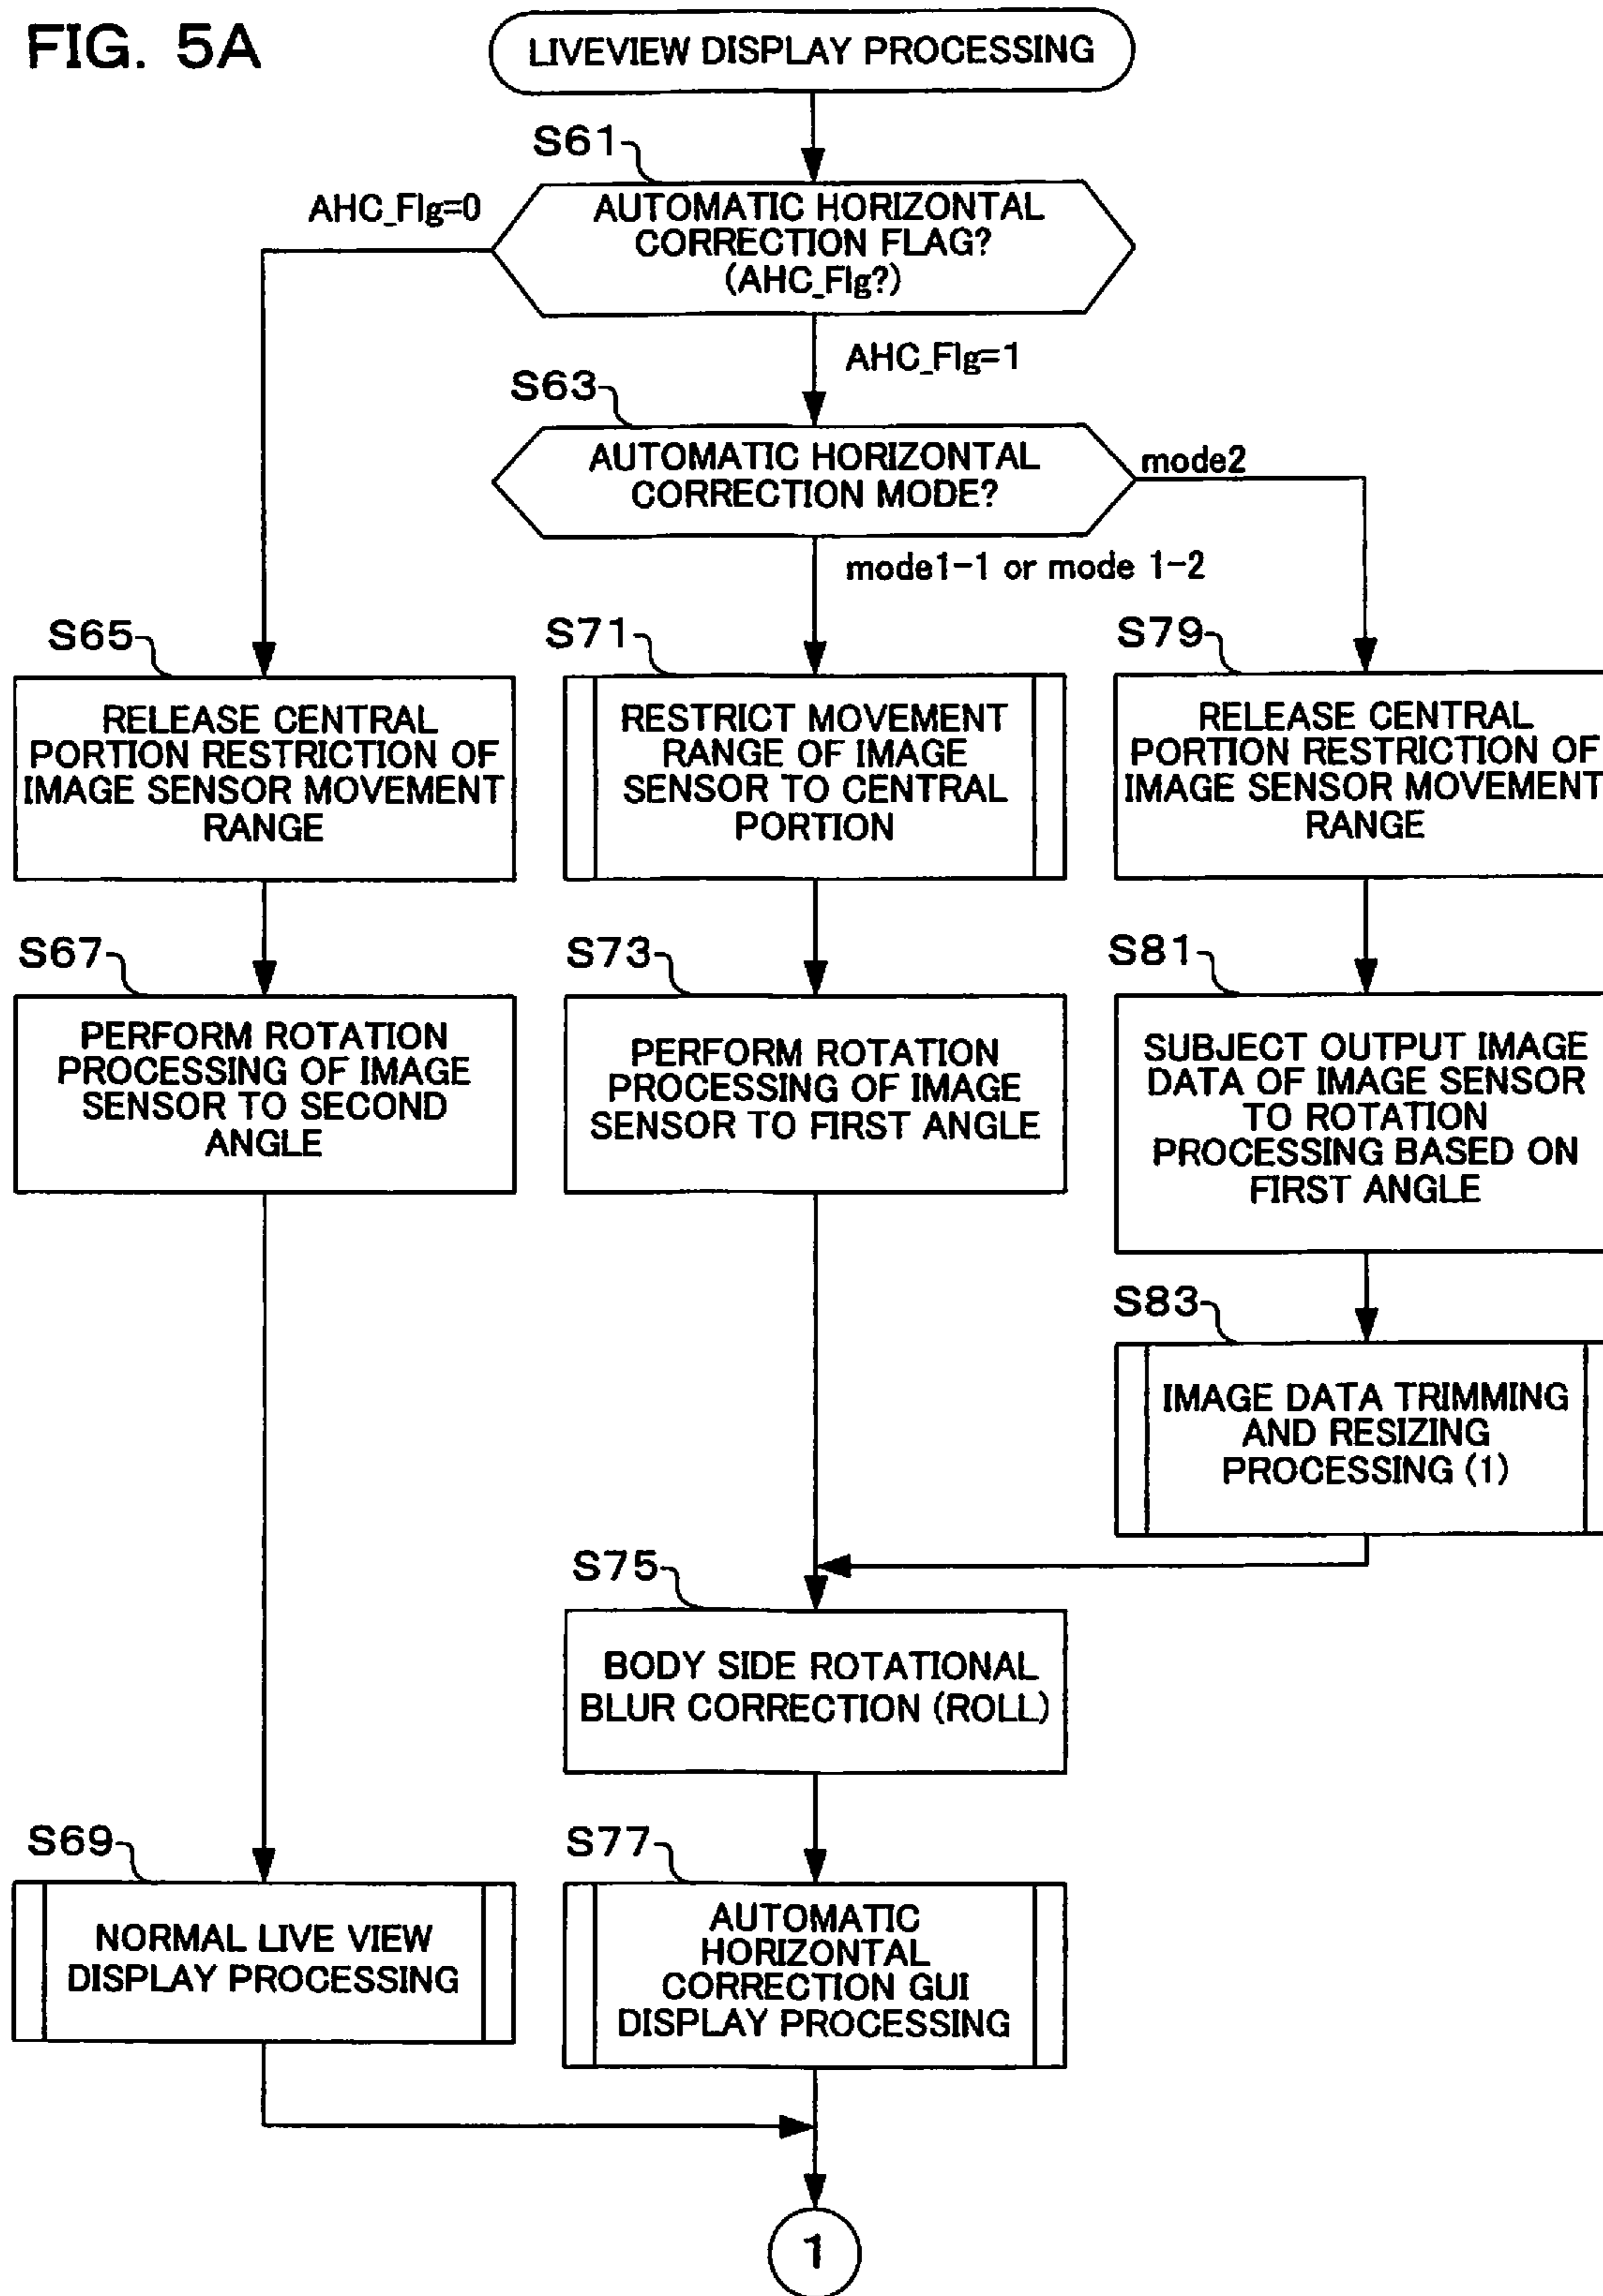 FIG. 5A
LIVEVIEW DISPLAY PROCESSING
S61
AHC_Flg=0
AUTOMATIC HORIZONTAL
CORRECTION FLAG?
(AHC_Flg?)
AHC_Flg=1
S63
AUTOMATIC HORIZONTAL
CORRECTION MODE?
mode2
mode1-1 or mode 1-2
S65
RELEASE CENTRAL
PORTION RESTRICTION OF
IMAGE SENSOR MOVEMENT
RANGE
S71
RESTRICT MOVEMENT
RANGE OF IMAGE
SENSOR TO CENTRAL
PORTION
S79
RELEASE CENTRAL
PORTION RESTRICTION OF
IMAGE SENSOR MOVEMENT
RANGE
S67
PERFORM ROTATION
PROCESSING OF IMAGE
SENSOR TO SECOND
ANGLE
S73
PERFORM ROTATION
PROCESSING OF IMAGE
SENSOR TO FIRST ANGLE
S81
SUBJECT OUTPUT IMAGE
DATA OF IMAGE SENSOR
TO ROTATION
PROCESSING BASED ON
FIRST ANGLE
S83
IMAGE DATA TRIMMING
AND RESIZING
PROCESSING (1)
S75
BODY SIDE ROTATIONAL
BLUR CORRECTION (ROLL)
S69
NORMAL LIVE VIEW
DISPLAY PROCESSING
S77
AUTOMATIC
HORIZONTAL
CORRECTION GUI
DISPLAY PROCESSING
1